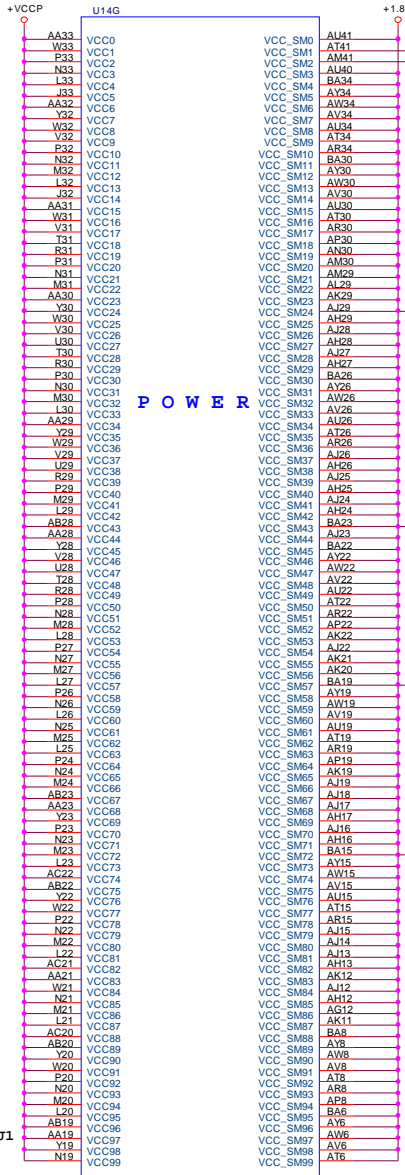 +VCCP U14G +1.8
AA33 VCC0 VCC_SM0 AU41
W33 VCC1 VCC_SM1 AT41
P33 VCC2 VCC_SM2 AM41
N33 VCC3 VCC_SM3 AU40
L33 VCC4 VCC_SM4 BA34
J33 VCC5 VCC_SM5 AY34
AA32 VCC6 VCC_SM6 AW34
Y32 VCC7 VCC_SM7 AV34
W32 VCC8 VCC_SM8 AU34
V32 VCC9 VCC_SM9 AT34
P32 VCC10 VCC_SM10 AR34
N32 VCC11 VCC_SM11 BA30
M32 VCC12 VCC_SM12 AY30
L32 VCC13 VCC_SM13 AW30
J32 VCC14 VCC_SM14 AV30
AA31 VCC15 VCC_SM15 AU30
W31 VCC16 VCC_SM16 AT30
V31 VCC17 VCC_SM17 AR30
T31 VCC18 VCC_SM18 AP30
R31 VCC19 VCC_SM19 AN30
P31 VCC20 VCC_SM20 AM30
N31 VCC21 VCC_SM21 AM29
M31 VCC22 VCC_SM22 AL29
AA30 VCC23 VCC_SM23 AK29
Y30 VCC24 VCC_SM24 AJ29
W30 VCC25 VCC_SM25 AH29
V30 VCC26 VCC_SM26 AJ28
U30 VCC27 VCC_SM27 AH28
T30 VCC28 VCC_SM28 AJ27
R30 VCC29 VCC_SM29 AH27
P30 VCC30 VCC_SM30 BA26
N30 VCC31 VCC_SM31 AY26
M30 VCC32 POWER VCC_SM32 AW26
L30 VCC33 VCC_SM33 AV26
AA29 VCC34 VCC_SM34 AU26
Y29 VCC35 VCC_SM35 AT26
W29 VCC36 VCC_SM36 AR26
V29 VCC37 VCC_SM37 AJ26
U29 VCC38 VCC_SM38 AH26
R29 VCC39 VCC_SM39 AJ25
P29 VCC40 VCC_SM40 AH25
M29 VCC41 VCC_SM41 AJ24
L29 VCC42 VCC_SM42 AH24
AB28 VCC43 VCC_SM43 BA23
AA28 VCC44 VCC_SM44 AJ23
Y28 VCC45 VCC_SM45 BA22
V28 VCC46 VCC_SM46 AY22
U28 VCC47 VCC_SM47 AW22
T28 VCC48 VCC_SM48 AV22
R28 VCC49 VCC_SM49 AU22
P28 VCC50 VCC_SM50 AT22
N28 VCC51 VCC_SM51 AR22
M28 VCC52 VCC_SM52 AP22
L28 VCC53 VCC_SM53 AK22
P27 VCC54 VCC_SM54 AJ22
N27 VCC55 VCC_SM55 AK21
M27 VCC56 VCC_SM56 AK20
L27 VCC57 VCC_SM57 BA19
P26 VCC58 VCC_SM58 AY19
N26 VCC59 VCC_SM59 AW19
L26 VCC60 VCC_SM60 AV19
N25 VCC61 VCC_SM61 AU19
M25 VCC62 VCC_SM62 AT19
L25 VCC63 VCC_SM63 AR19
P24 VCC64 VCC_SM64 AP19
N24 VCC65 VCC_SM65 AK19
M24 VCC66 VCC_SM66 AJ19
AB23 VCC67 VCC_SM67 AJ18
AA23 VCC68 VCC_SM68 AJ17
Y23 VCC69 VCC_SM69 AH17
P23 VCC70 VCC_SM70 AJ16
N23 VCC71 VCC_SM71 AH16
M23 VCC72 VCC_SM72 BA15
L23 VCC73 VCC_SM73 AY15
AC22 VCC74 VCC_SM74 AW15
AB22 VCC75 VCC_SM75 AV15
Y22 VCC76 VCC_SM76 AU15
W22 VCC77 VCC_SM77 AT15
P22 VCC78 VCC_SM78 AR15
N22 VCC79 VCC_SM79 AJ15
M22 VCC80 VCC_SM80 AJ14
L22 VCC81 VCC_SM81 AJ13
AC21 VCC82 VCC_SM82 AH13
AA21 VCC83 VCC_SM83 AK12
W21 VCC84 VCC_SM84 AJ12
N21 VCC85 VCC_SM85 AH12
M21 VCC86 VCC_SM86 AG12
L21 VCC87 VCC_SM87 AK11
AC20 VCC88 VCC_SM88 BA8
AB20 VCC89 VCC_SM89 AY8
Y20 VCC90 VCC_SM90 AW8
W20 VCC91 VCC_SM91 AV8
P20 VCC92 VCC_SM92 AT8
N20 VCC93 VCC_SM93 AR8
M20 VCC94 VCC_SM94 AP8
L20 VCC95 VCC_SM95 BA6
AB19 VCC96 VCC_SM96 AY6
J1 AA19 VCC97 VCC_SM97 AW6
Y19 VCC98 VCC_SM98 AV6
N19 VCC99 VCC_SM99 AT6